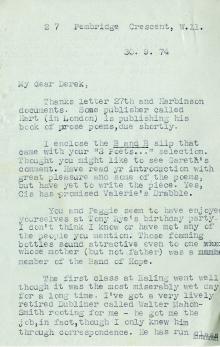 27 Pembridge Crescent, W.11.
30. 9. 74
My dear Derek,
Thanks letter 27th and Harbinson
documents. Some publisher called
Hart (in London) is publishing his
book of prose poems, due shortly.
I enclose the B and B slip that
came with your "3 Poets..." selection.
Thought you might like to see Gareth's
comment. Have read my introduction with
great pleasure and some of the poems,
but have yet to write the piece. Yes,
Cis has promised Valerie's Drabble.
You and Peggie seem to have enjoyed
yourselves at Tony Rye's birthday party.
I don't think I know or have met any of
the people you mention. Those foaming
bottles sound attractive even to one
whose mother (but not father) was a
member of the Band of Hope.
The first class at Ealing went well
though it was the most miserably wet day
for a long time. I've got a very lively
retired Dubliner called Walter Mahon-
Smith rooting for me - he got me the
job, in fact, though I only knew him
through correspondence. He has run